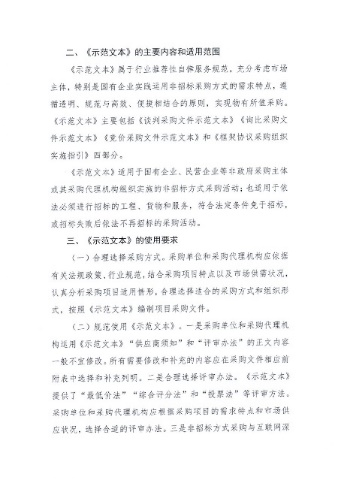 二、《示范文本》的主要内容和适用范围
《示范文本》属于行业推荐性自律服务规范，充分考虑市场
主体，特别是国有企业实践运用非招标采购方式的需求特点，遵
循透明、规范与高效、便捷相结合的原则，实现物有所值采购。
《示范文本》主要包括《谈判采购文件示范文本》《询比采购文
件示范文本》《竞价采购文件示范文本》和《框架协议采购组织
实施指引》四部分。
《示范文本》适用于国有企业、民营企业等非政府采购主体
或其采购代理机构组织实施的非招标方式采购活动；也适用于依
法必须进行招标的工程、货物和服务，符合法定条件免于招标，
或招标失败后依法不再招标的采购活动。
三、《示范文本》的使用要求
（一）合理选择采购方式。采购单位和采购代理机构应依据
有关法规政策、行业规范，结合采购项目特点以及市场供需状况，
认真分析采购项目适用情形，合理选择适合的采购方式和组织形
式，按照《示范文本》编制项目采购文件。
（二）规范使用《示范文本》。一是采购单位和采购代理机
构运用《示范文本》“供应商须知”和“评审办法”的正文内容
一般不宜修改，所有需要修改和补充的内容应在采购文件相应前
附表中选择和补充列明。二是合理选择评审办法。《示范文本》
提供了“最低价法”“综合评分法”和“投票法”等评审方法，
采购单位和采购代理机构应根据采购项目的需求特点和市场供
应状况，选择合适的评审办法。三是非招标方式采购与互联网深